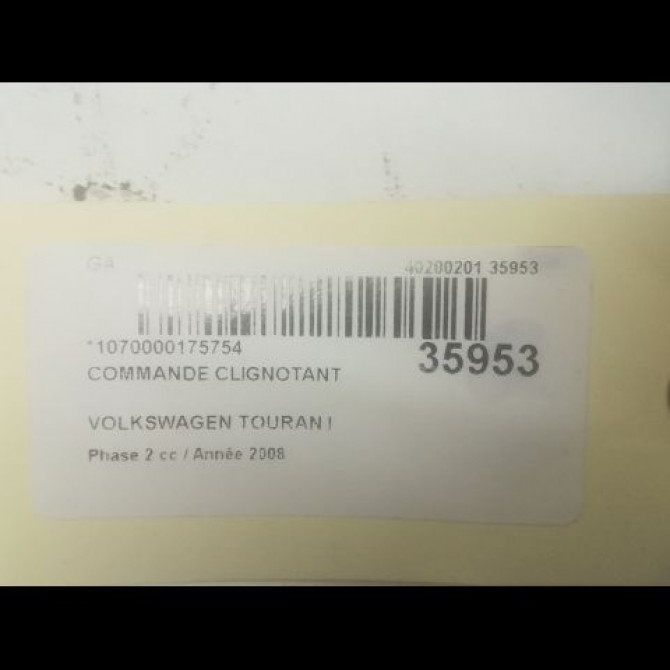 G4 40200201 35953
*1070000175754 35953
COMMANDE CLIGNOTANT
VOLKSWAGEN TOURAN I
Phase 2 cc / Année 2008